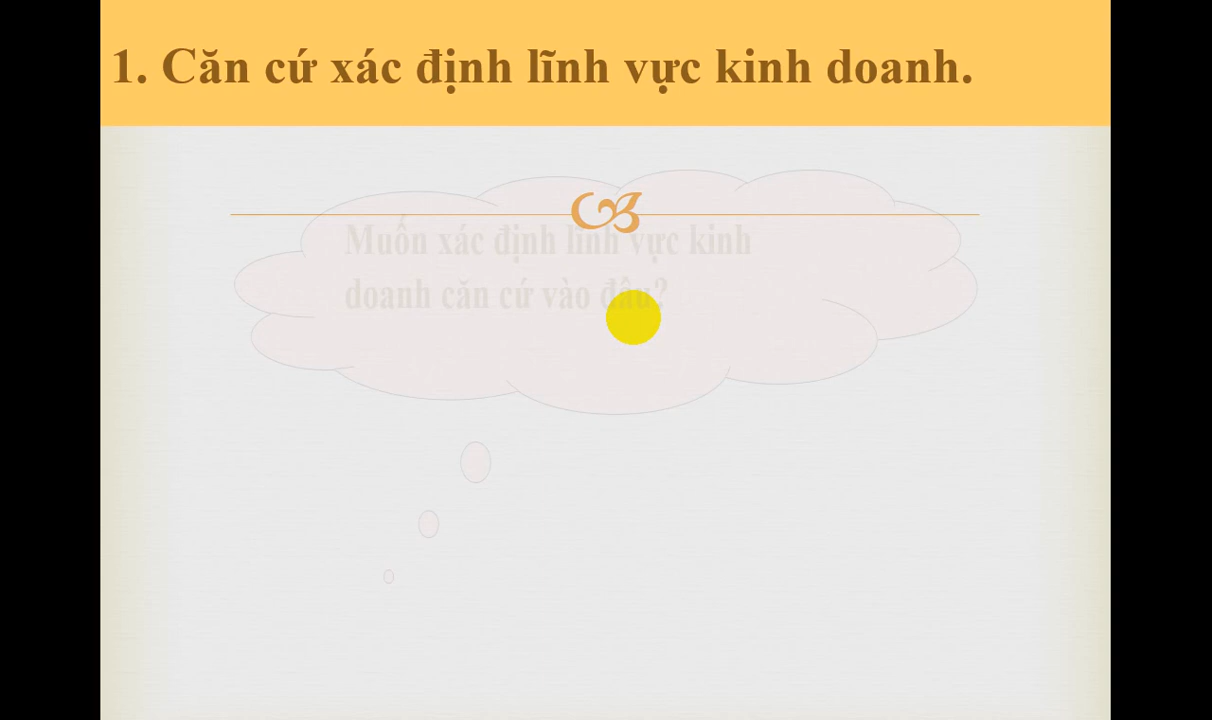 1. Căn cứ xác định lĩnh vực kinh doanh.
Muốn xác định lĩnh vực kinh
doanh căn cứ vào đâu?